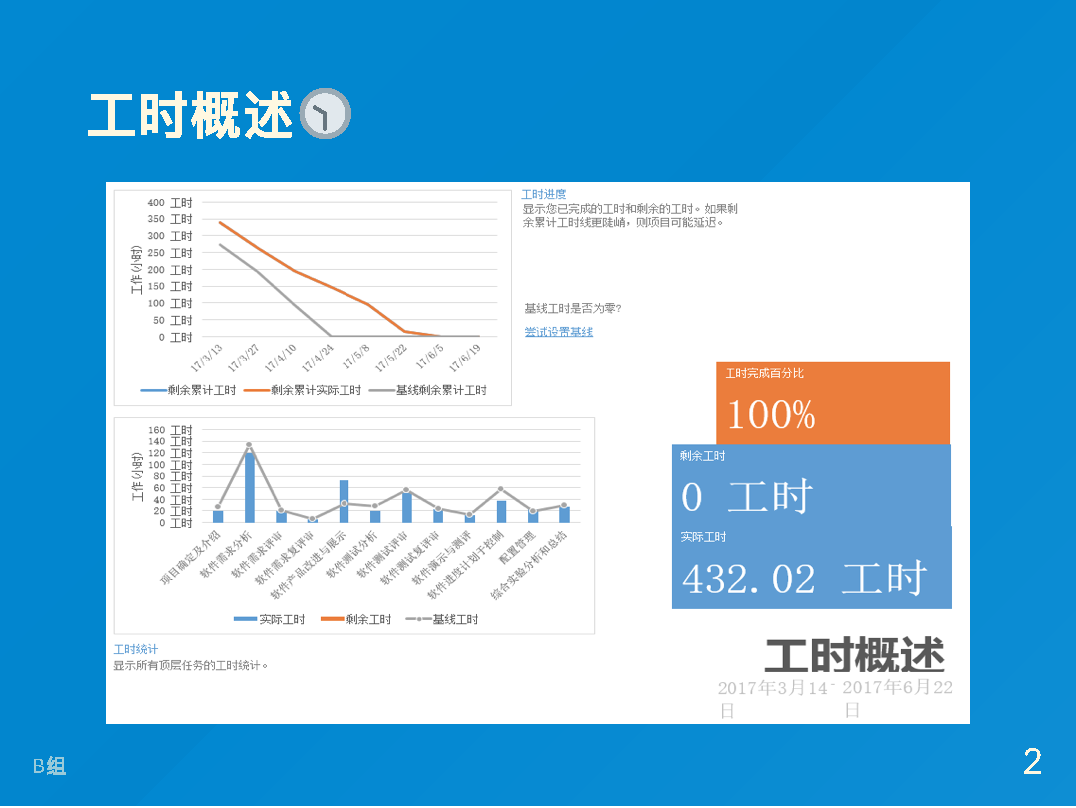 工时概述
400 工时
350 工时
300 工时
250 工时
200 工时
150 工时
100 工时
50 工时
0 工时
工作(小时)
17/3/13
17/3/27
17/4/10
17/4/24
17/5/8
17/5/22
17/6/5
17/6/19
剩余累计工时
剩余累计实际工时
基线剩余累计工时
工时进度
显示您已完成的工时和剩余的工时。如果剩
余累计工时线更陡峭，则项目可能延迟。
基线工时是否为零?
尝试设置基线
工时完成百分比
100%
剩余工时
0 工时
实际工时
432.02 工时
160 工时
140 工时
120 工时
100 工时
80 工时
60 工时
40 工时
20 工时
0 工时
工作(小时)
项目确定及介绍
软件需求分析
软件需求评审
软件需求复评审
软件产品改进与展示
软件测试分析
软件测试评审
软件测试复评审
软件演示与测评
软件进度计划于控制
配置管理
综合实验分析和总结
实际工时
剩余工时
基线工时
工时统计
显示所有顶层任务的工时统计。
工时概述
2017年3月14日
-
2017年6月22日
B组
2